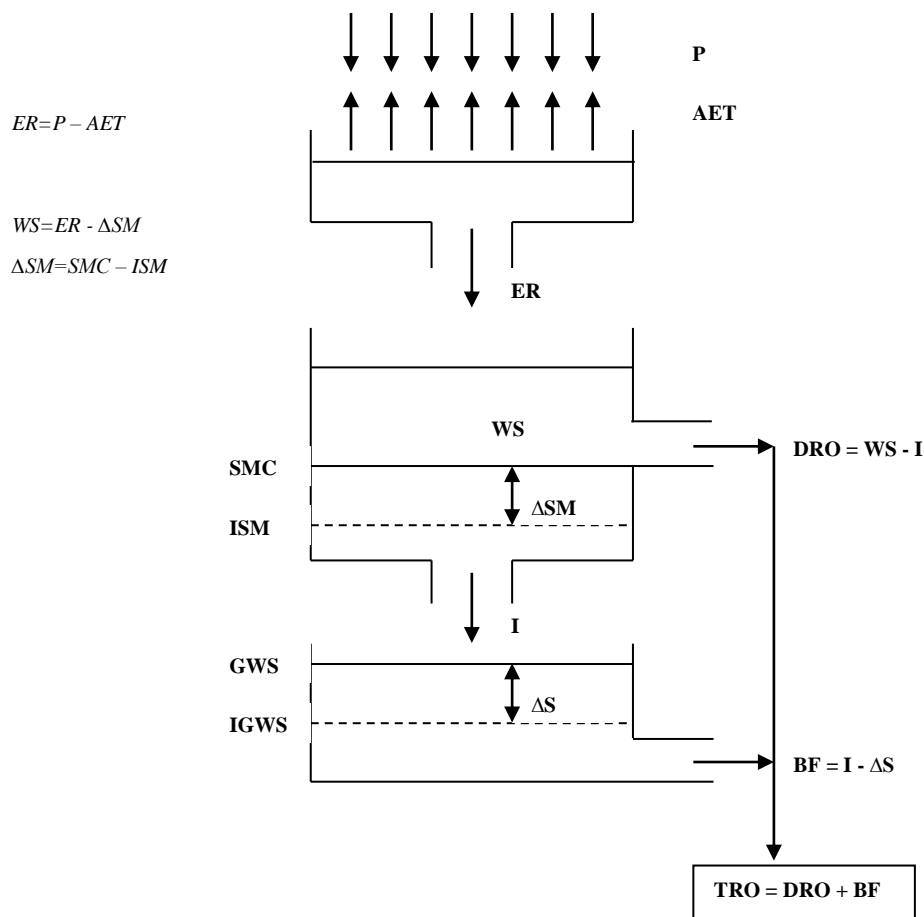 P
AET
ER=P – AET
WS=ER - ΔSM
ΔSM=SMC – ISM
ER
WS
DRO = WS - I
SMC
ΔSM
ISM
I
GWS
ΔS
IGWS
BF = I - ΔS
TRO = DRO + BF